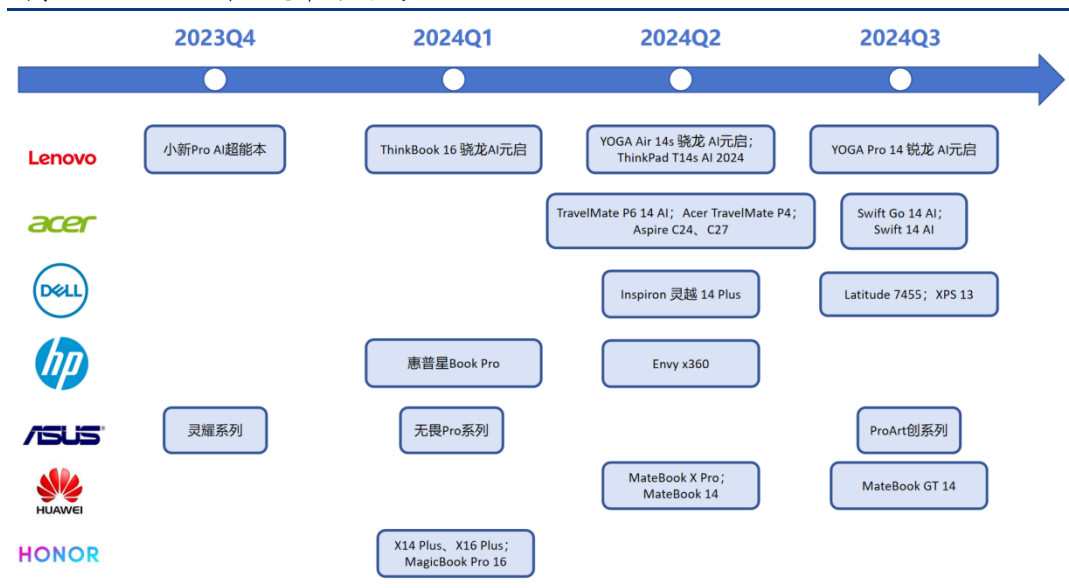 2023Q4
2024Q1
2024Q2
2024Q3
Lenovo
小新Pro AI超能本
ThinkBook 16 骁龙AI元启
YOGA Air 14s 骁龙 AI元启；
ThinkPad T14s AI 2024
YOGA Pro 14 锐龙 AI元启
acer
TravelMate P6 14 AI；Acer TravelMate P4；
Aspire C24、C27
Swift Go 14 AI；
Swift 14 AI
DELL
Inspiron 灵越 14 Plus
Latitude 7455；XPS 13
hp
惠普星Book Pro
Envy x360
ASUS
灵耀系列
无畏Pro系列
ProArt创系列
HUAWEI
MateBook X Pro；
MateBook 14
MateBook GT 14
HONOR
X14 Plus、X16 Plus；
MagicBook Pro 16